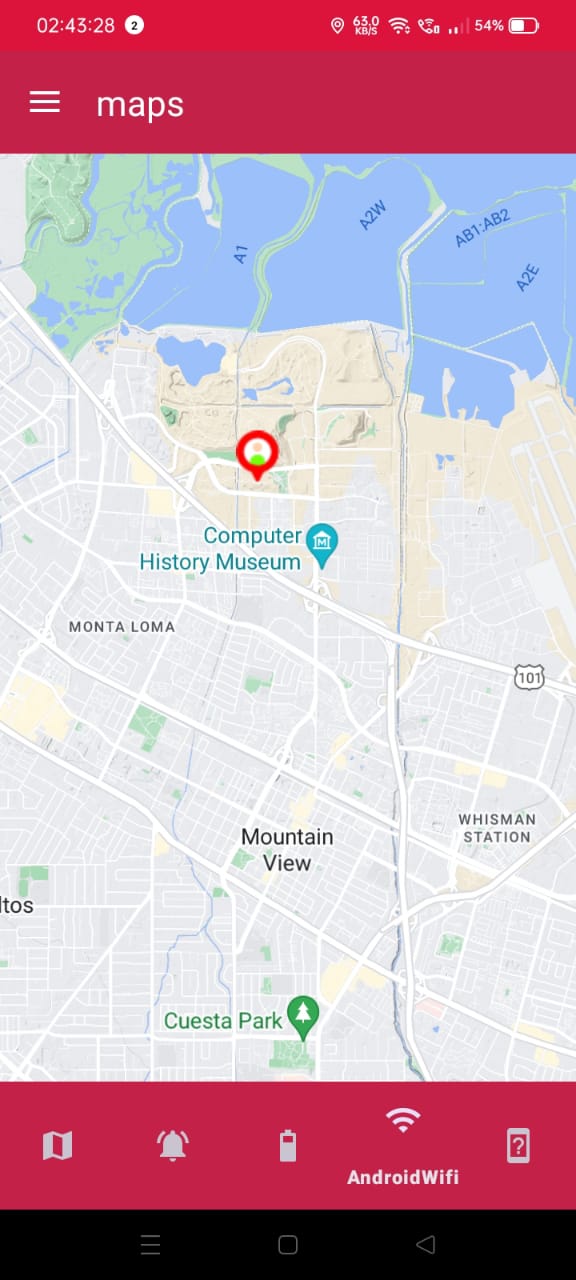 02:43:28 2 63.0 KB/S 54%
maps
A1
A2W
AB1:AB2
A2E
Computer
History Museum
M
MONTA LOMA
101
WHISMAN
STATION
Mountain
View
ltos
Cuesta Park
?
AndroidWifi